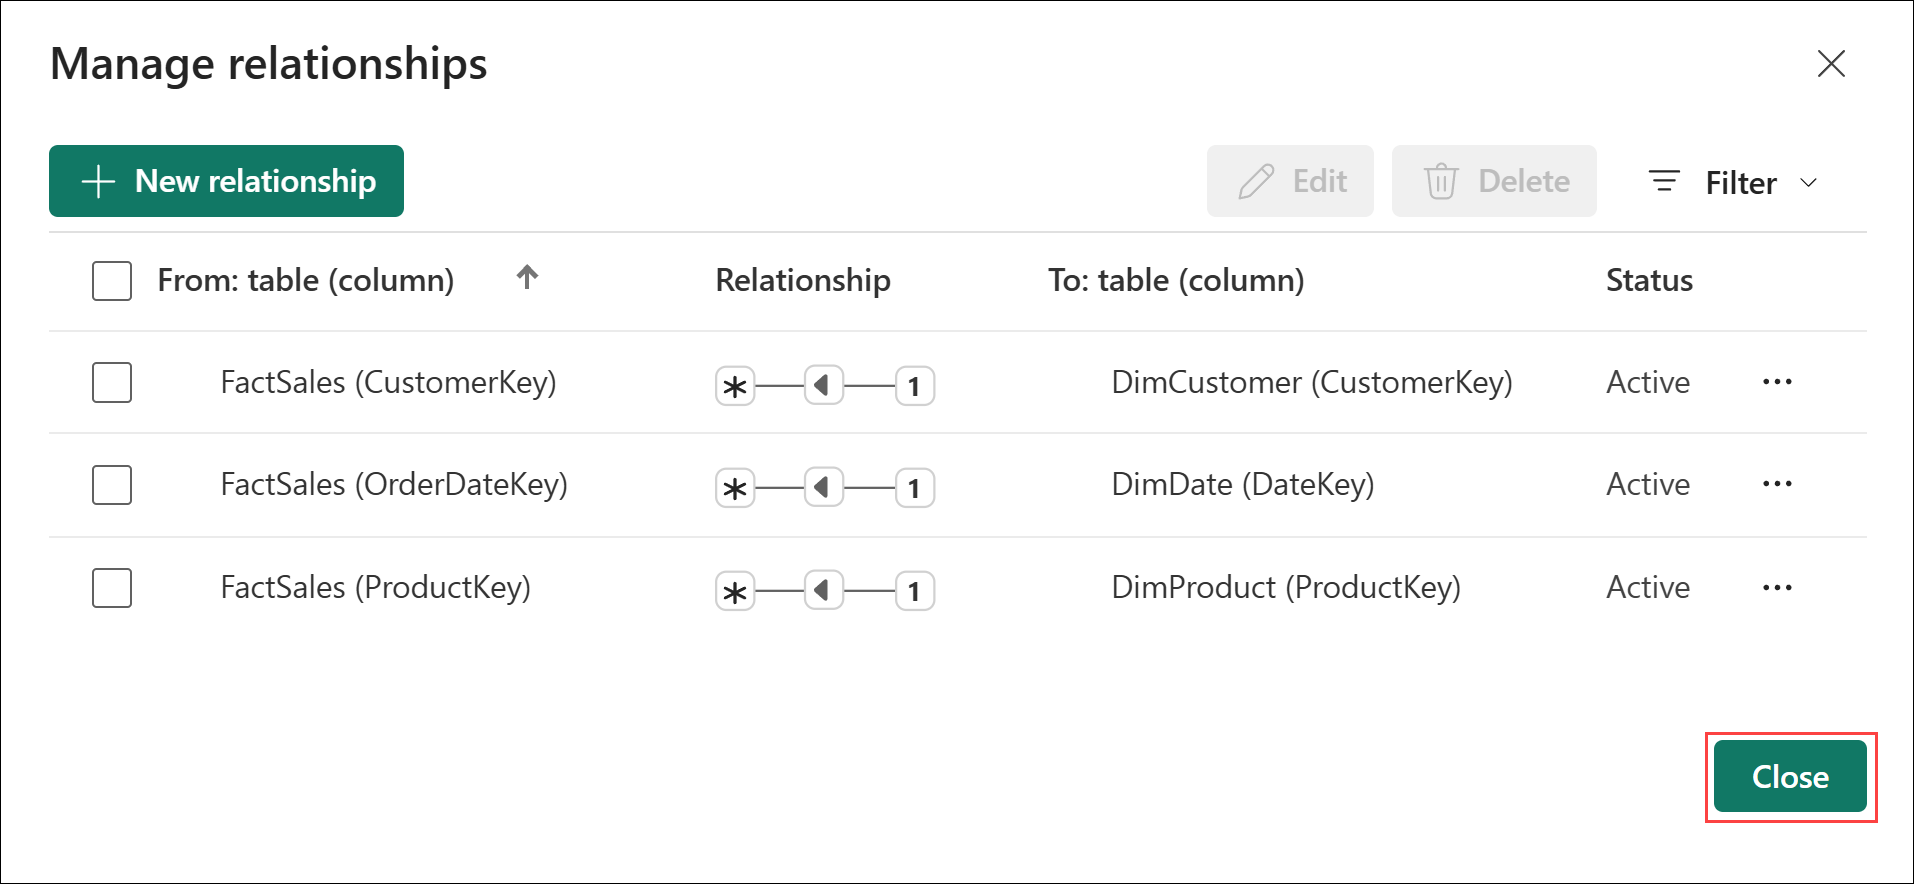 Manage relationships
New relationship Edit Delete Filter
From: table (column) Relationship To: table (column) Status
FactSales (CustomerKey) * 1 DimCustomer (CustomerKey) Active ...
FactSales (OrderDateKey) * 1 DimDate (DateKey) Active ...
FactSales (ProductKey) * 1 DimProduct (ProductKey) Active ...
Close